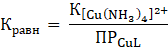 Kравн = K[Cu(NH₃)₄]²⁺ / ПРCuL